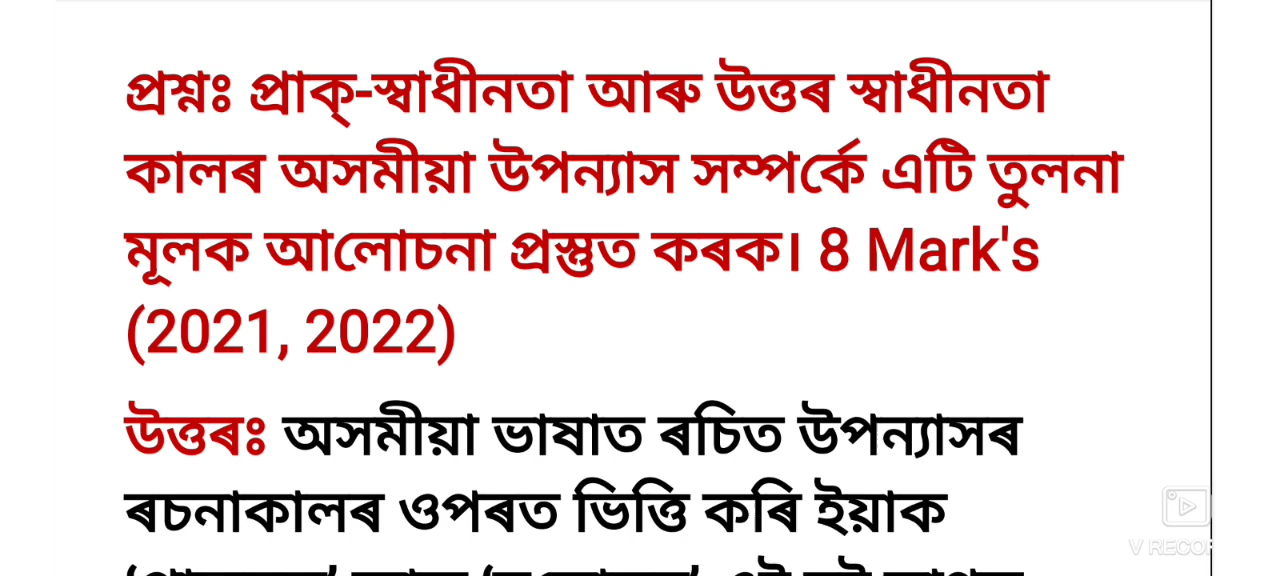 প্ৰশ্নঃ প্ৰাক্-স্বাধীনতা আৰু উত্তৰ স্বাধীনতা
কালৰ অসমীয়া উপন্যাস সম্পৰ্কে এটি তুলনা
মূলক আলোচনা প্ৰস্তুত কৰক। 8 Mark's
(2021, 2022)
উত্তৰঃ অসমীয়া ভাষাত ৰচিত উপন্যাসৰ
ৰচনাকালৰ ওপৰত ভিত্তি কৰি ইয়াক
V RECOR